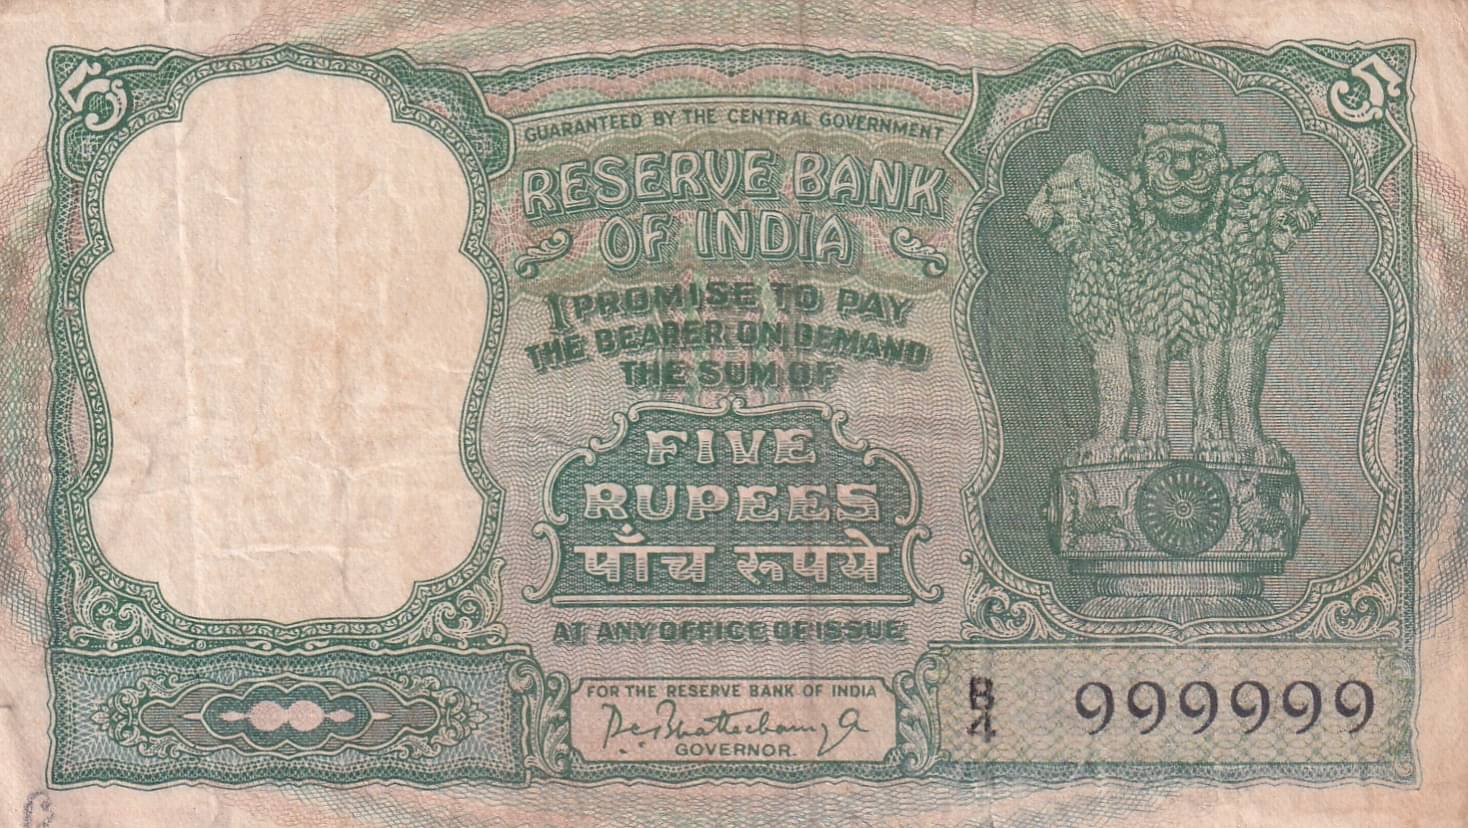 5
5
GUARANTEED BY THE CENTRAL GOVERNMENT
RESERVE BANK
OF INDIA
I PROMISE TO PAY
THE BEARER ON DEMAND
THE SUM OF
FIVE
RUPEES
पाँच रूपये
AT ANY OFFICE OF ISSUE
FOR THE RESERVE BANK OF INDIA
P.C. Bhattacharyya
GOVERNOR.
B/4 999999